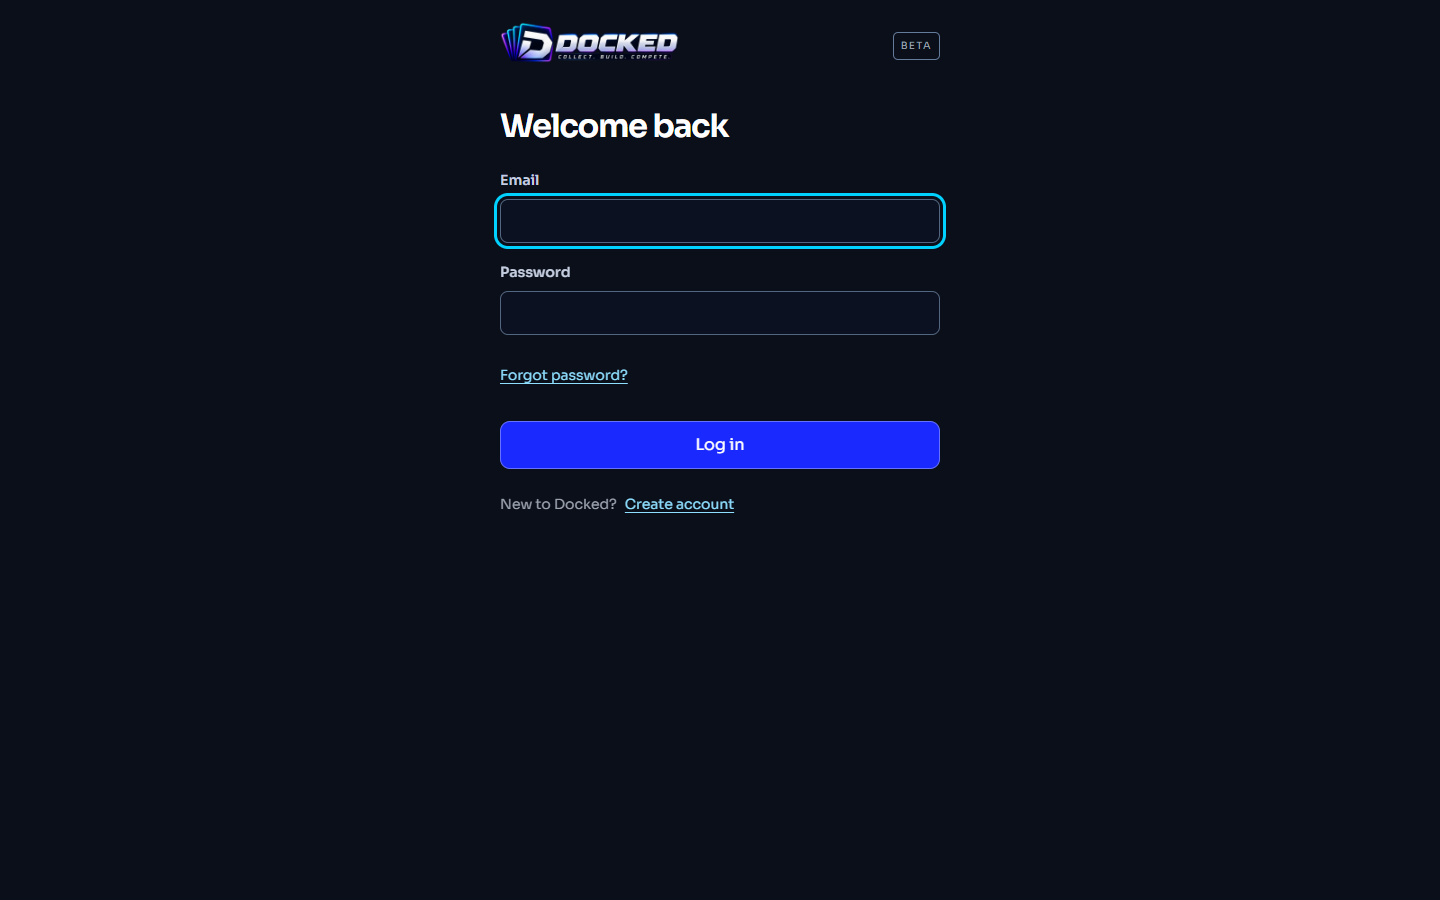 DOCKED
COLLECT. BUILD. COMPETE.
BETA
Welcome back
Email
Password
Forgot password?
Log in
New to Docked? Create account